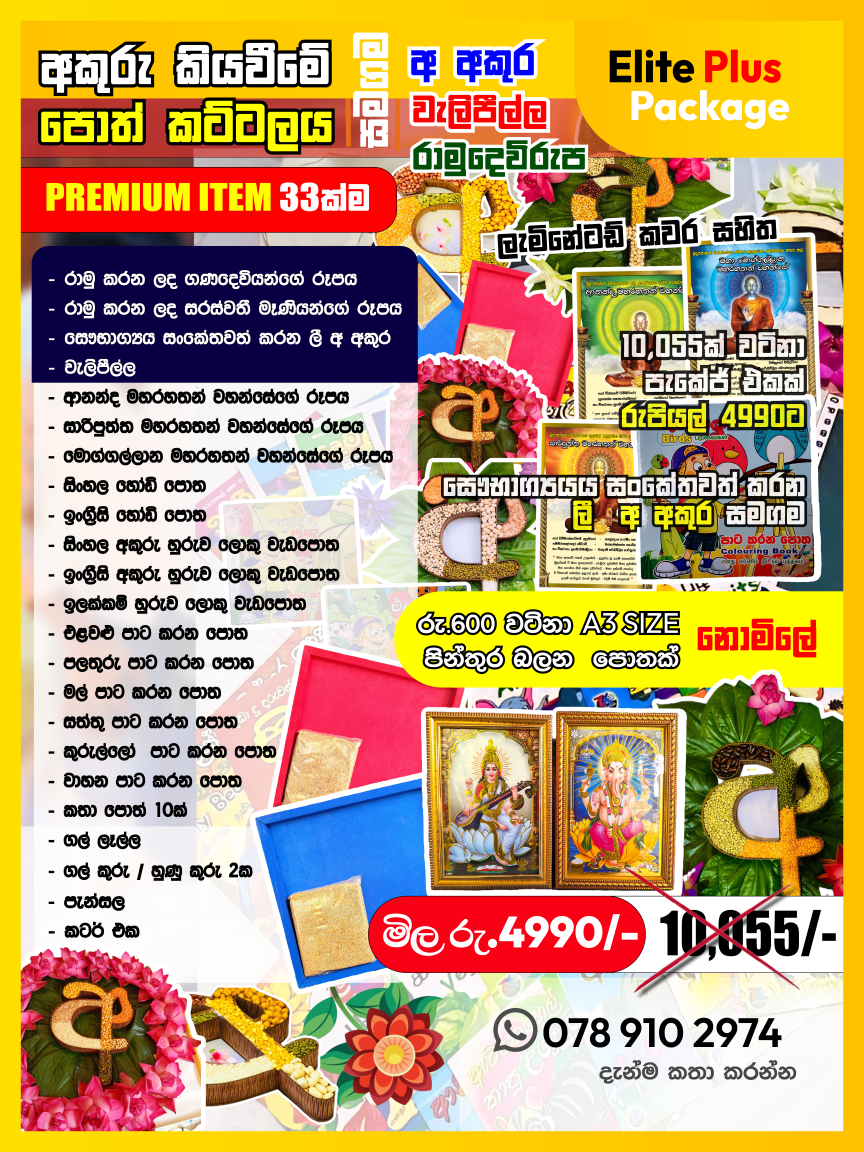 අකුරු කියවීමේ
පොත් කට්ටලය
සමගම
අ අකුර
වැලිපිල්ල
රාමුදෙව්රූප
Elite Plus
Package
PREMIUM ITEM 33ක්ම
ලැමිනේටඩ් කවර සහිත
- රාමු කරන ලද ගණදෙවියන්ගේ රූපය
- රාමු කරන ලද සරස්වතී මෑණියන්ගේ රූපය
- සෞභාග්‍යය සංකේතවත් කරන ලී අ අකුර
- වැලිපිල්ල
- ආනන්ද මහරහතන් වහන්සේගේ රූපය
- සාරිපුත්ත මහරහතන් වහන්සේගේ රූපය
- මොග්ගල්ලාන මහරහතන් වහන්සේගේ රූපය
- සිංහල හෝඩි පොත
- ඉංග්‍රීසි හෝඩි පොත
- සිංහල අකුරු හුරුව ලොකු වැඩපොත
- ඉංග්‍රීසි අකුරු හුරුව ලොකු වැඩපොත
- ඉලක්කම් හුරුව ලොකු වැඩපොත
- එළවළු පාට කරන පොත
- පලතුරු පාට කරන පොත
- මල් පාට කරන පොත
- සත්තු පාට කරන පොත
- කුරුල්ලෝ පාට කරන පොත
- වාහන පාට කරන පොත
- කතා පොත් 10ක්
- ගල් ලෑල්ල
- ගල් කුරු / හුණු කුරු 2ක
- පැන්සල
- කටර් එක
10,055ක් වටිනා
පැකේජ් එකක්
රුපියල් 4990ට
Birds
සෞභාග්‍යයය සංකේතවත් කරන
ලී අ අකුර සමගම
පාට කරන පොත
Colouring Book
රු.600 වටිනා A3 SIZE
පින්තූර බලන පොතක්
නොමිලේ
මිල රු.4990/-
10,055/-
078 910 2974
දැන්ම කතා කරන්න